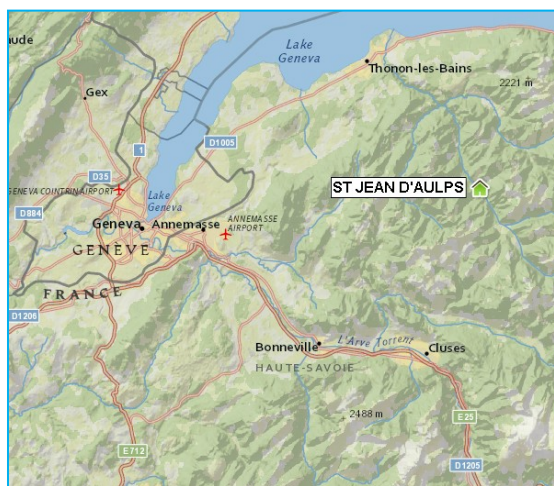 aude
Lake
Geneva
Thonon-les-Bains
2221 m
Gex
D1005
1
D35
GENEVA COINTRIN AIRPORT
ST JEAN D'AULPS
Lake
Geneva
D884
Geneva
Annemasse
ANNEMASSE
AIRPORT
GENÈVE
FRANCE
D1206
Bonneville
L'Arve Torrent
Cluses
HAUTE-SAVOIE
2488 m
E25
E712
D1205